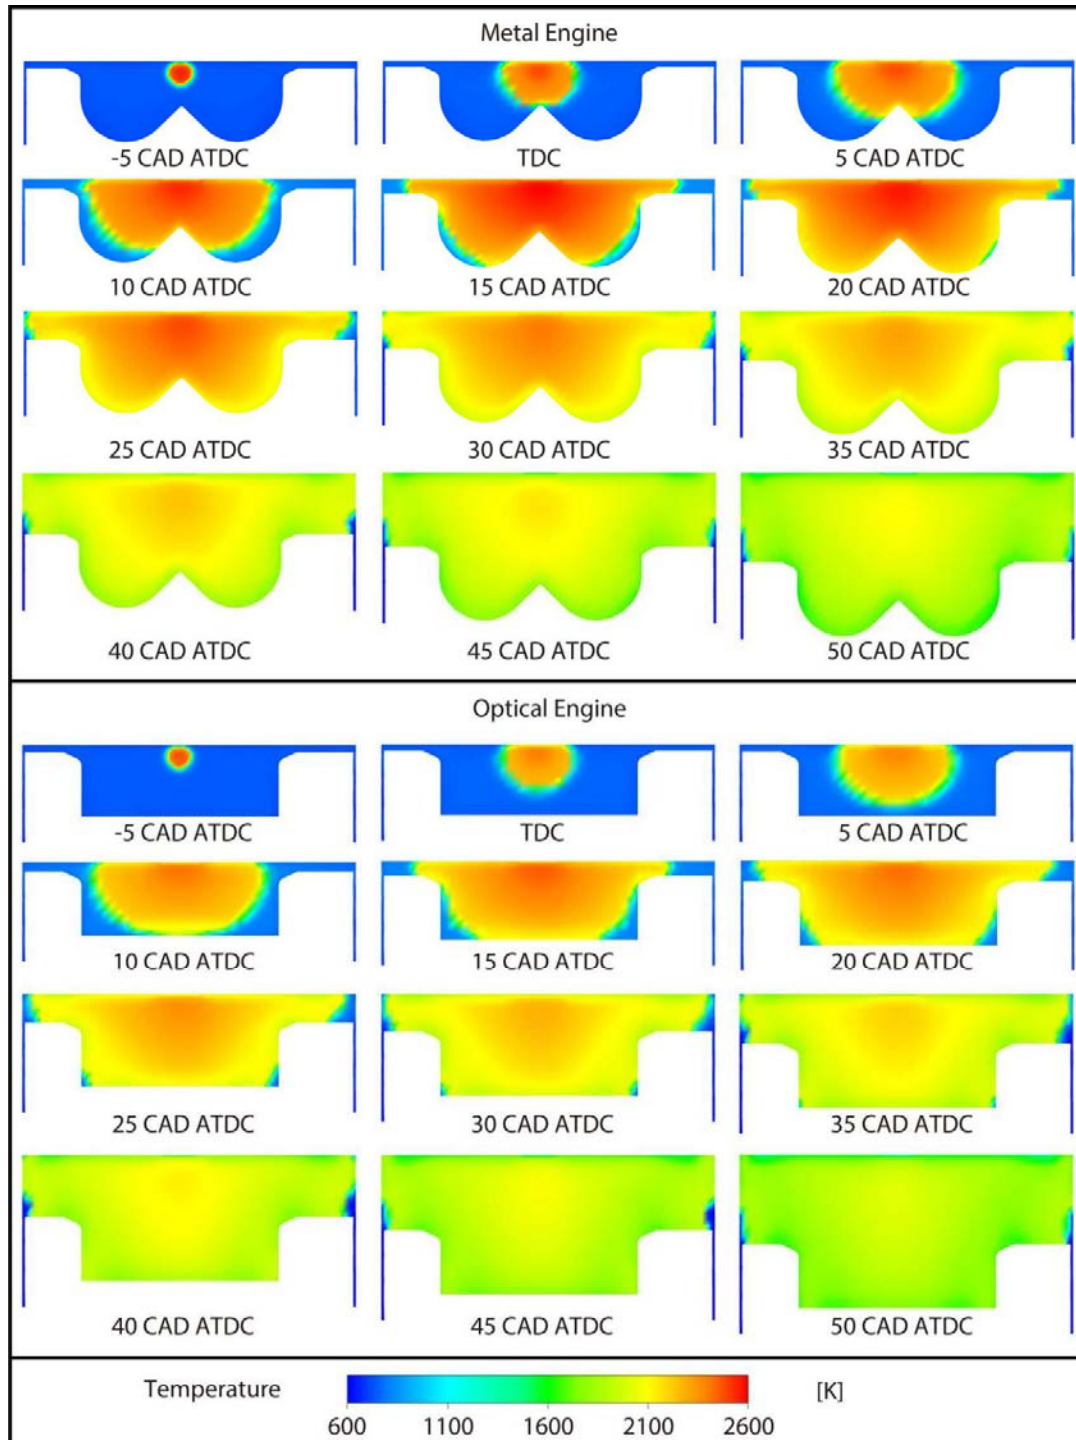 Metal Engine
-5 CAD ATDC TDC 5 CAD ATDC
10 CAD ATDC 15 CAD ATDC 20 CAD ATDC
25 CAD ATDC 30 CAD ATDC 35 CAD ATDC
40 CAD ATDC 45 CAD ATDC 50 CAD ATDC
Optical Engine
-5 CAD ATDC TDC 5 CAD ATDC
10 CAD ATDC 15 CAD ATDC 20 CAD ATDC
25 CAD ATDC 30 CAD ATDC 35 CAD ATDC
40 CAD ATDC 45 CAD ATDC 50 CAD ATDC
Temperature [K]
600 1100 1600 2100 2600